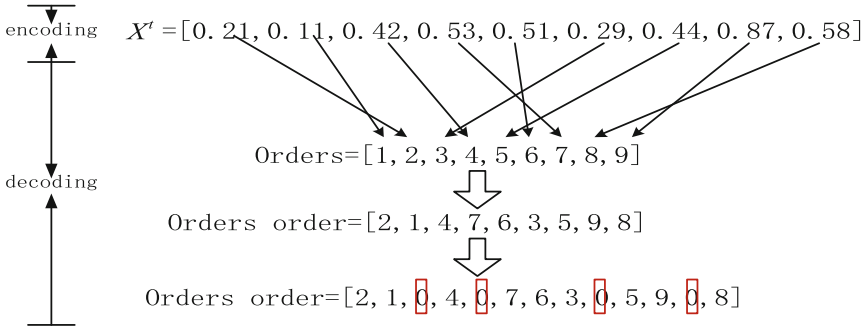 encoding
Xᵗ =[0.21, 0.11, 0.42, 0.53, 0.51, 0.29, 0.44, 0.87, 0.58]
Orders=[1, 2, 3, 4, 5, 6, 7, 8, 9]
decoding
Orders order=[2, 1, 4, 7, 6, 3, 5, 9, 8]
Orders order=[2, 1, 0, 4, 0, 7, 6, 3, 0, 5, 9, 0, 8]